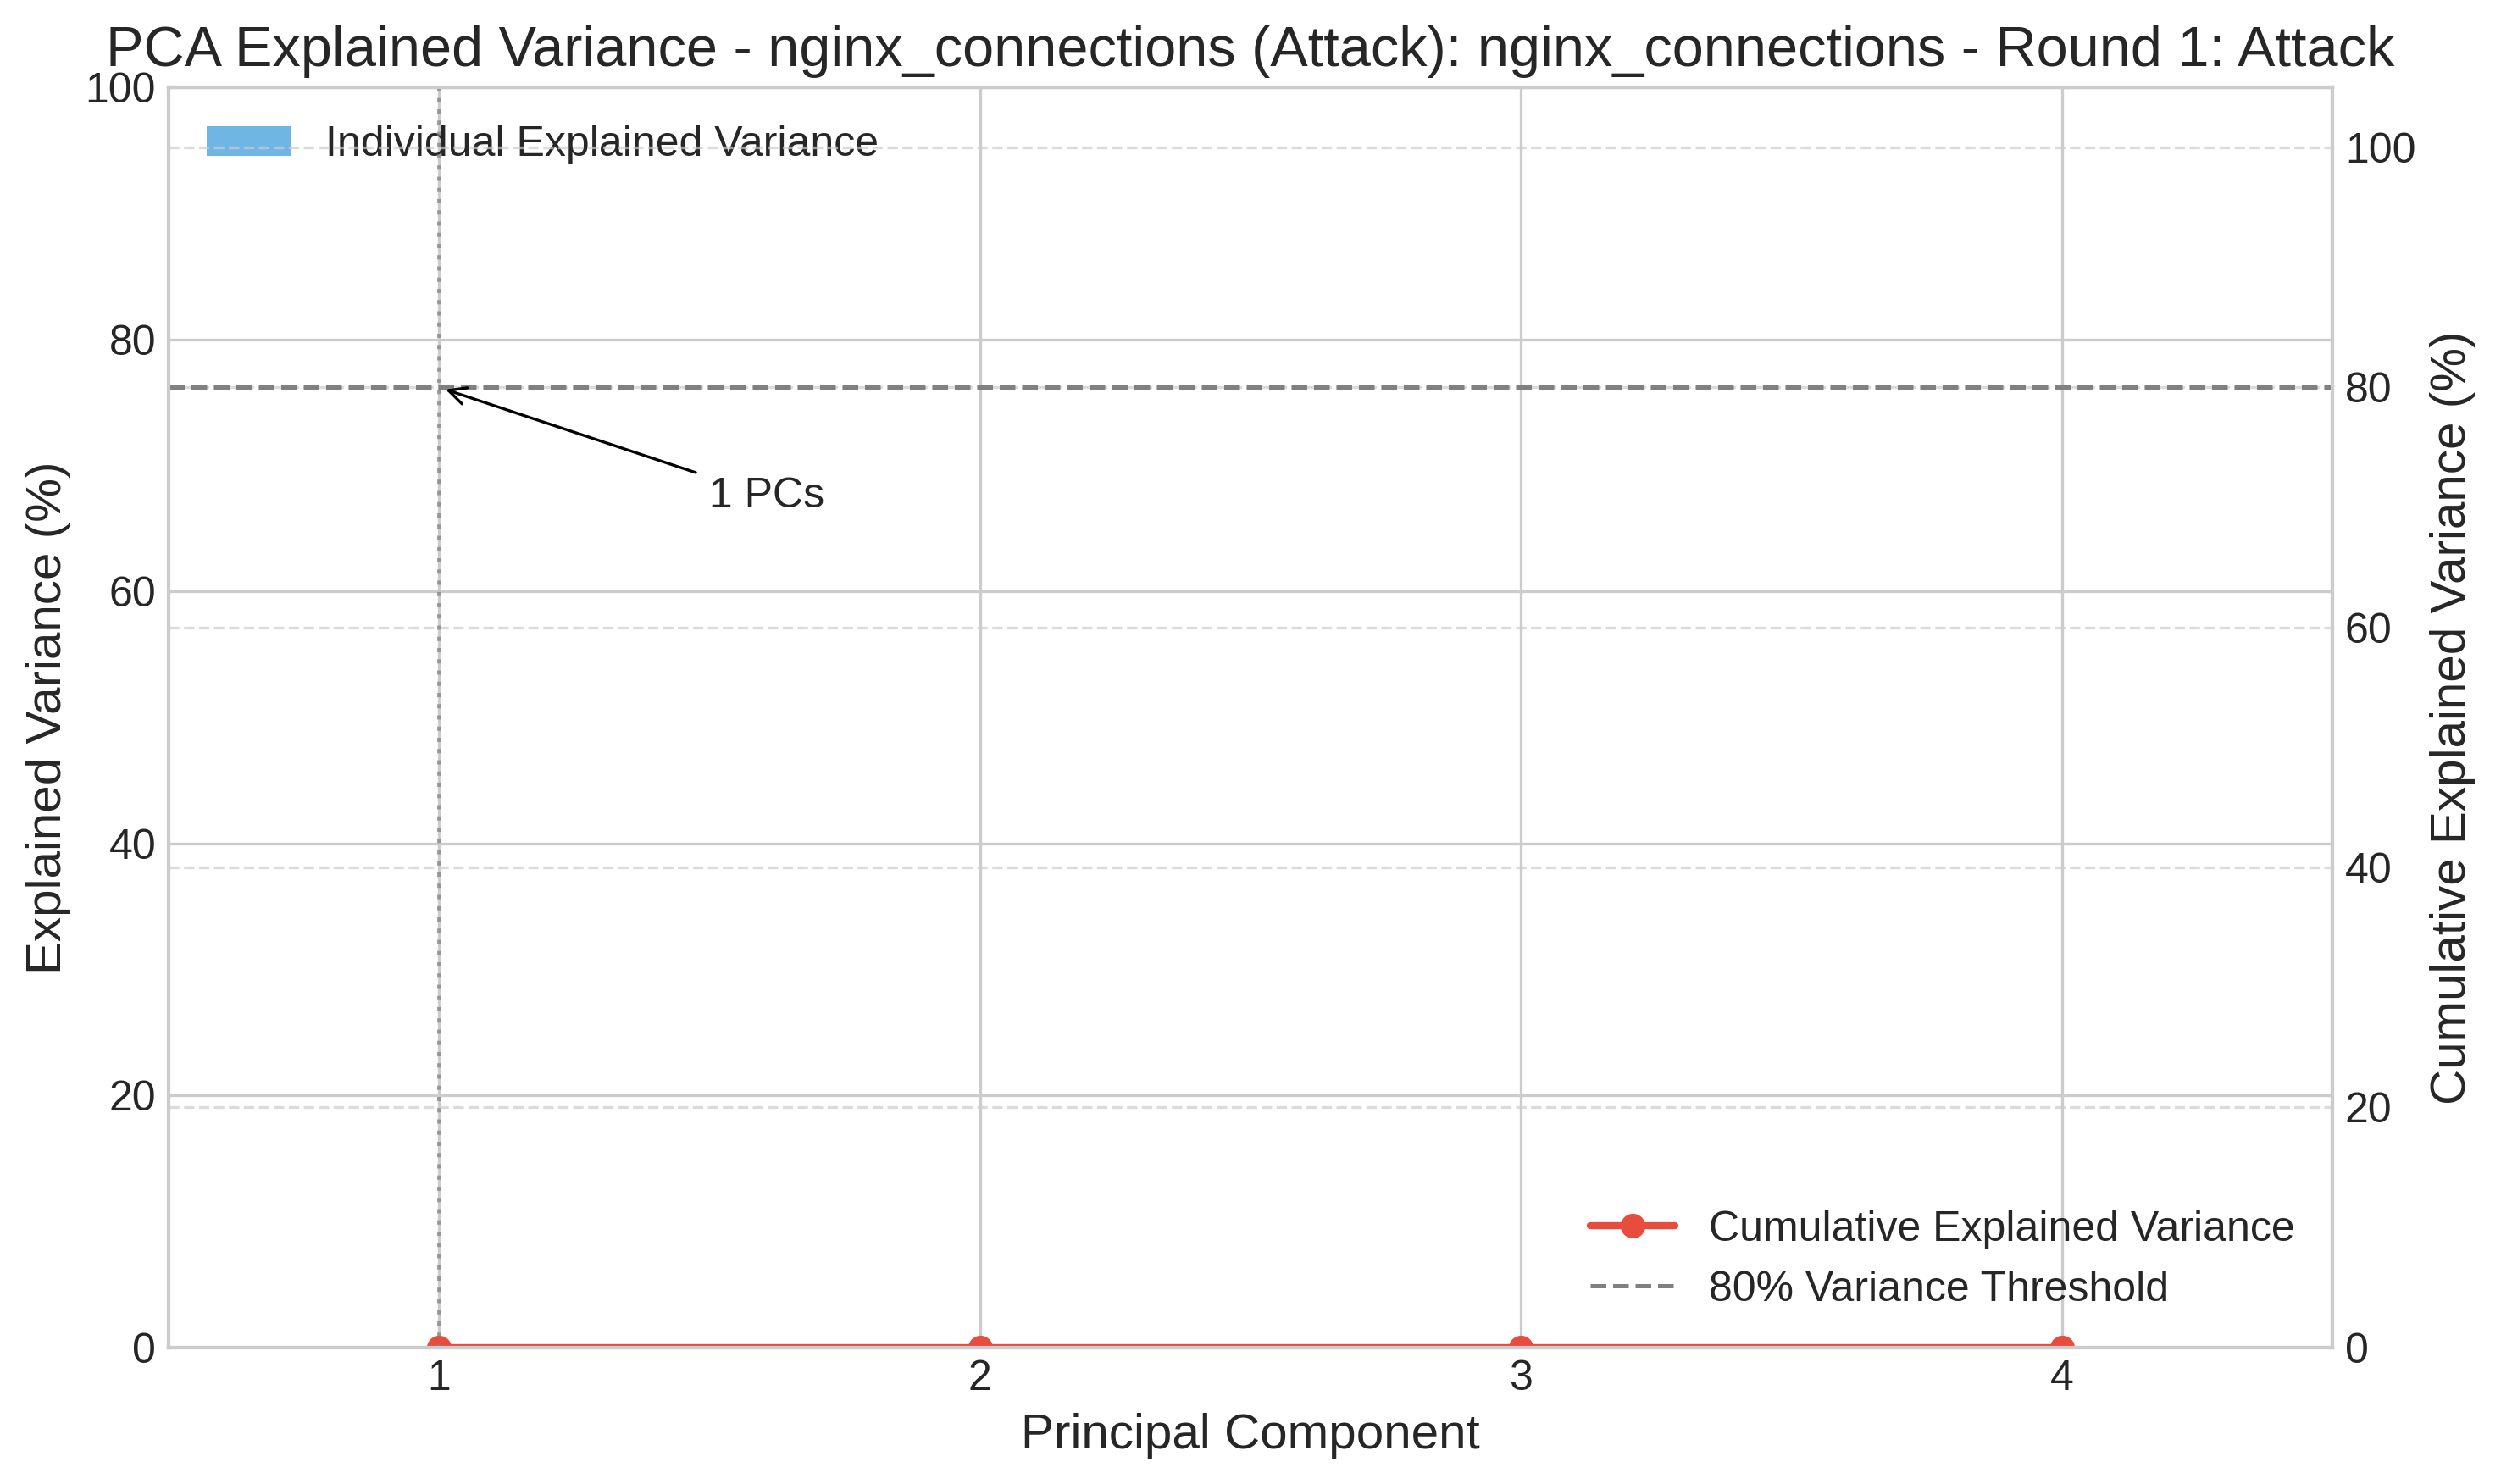 PCA Explained Variance - nginx_connections (Attack): nginx_connections - Round 1: Attack
Individual Explained Variance
100
80
60
40
20
0
Explained Variance (%)
1 PCs
100
80
60
40
20
0
Cumulative Explained Variance (%)
Cumulative Explained Variance
80% Variance Threshold
1
2
3
4
Principal Component